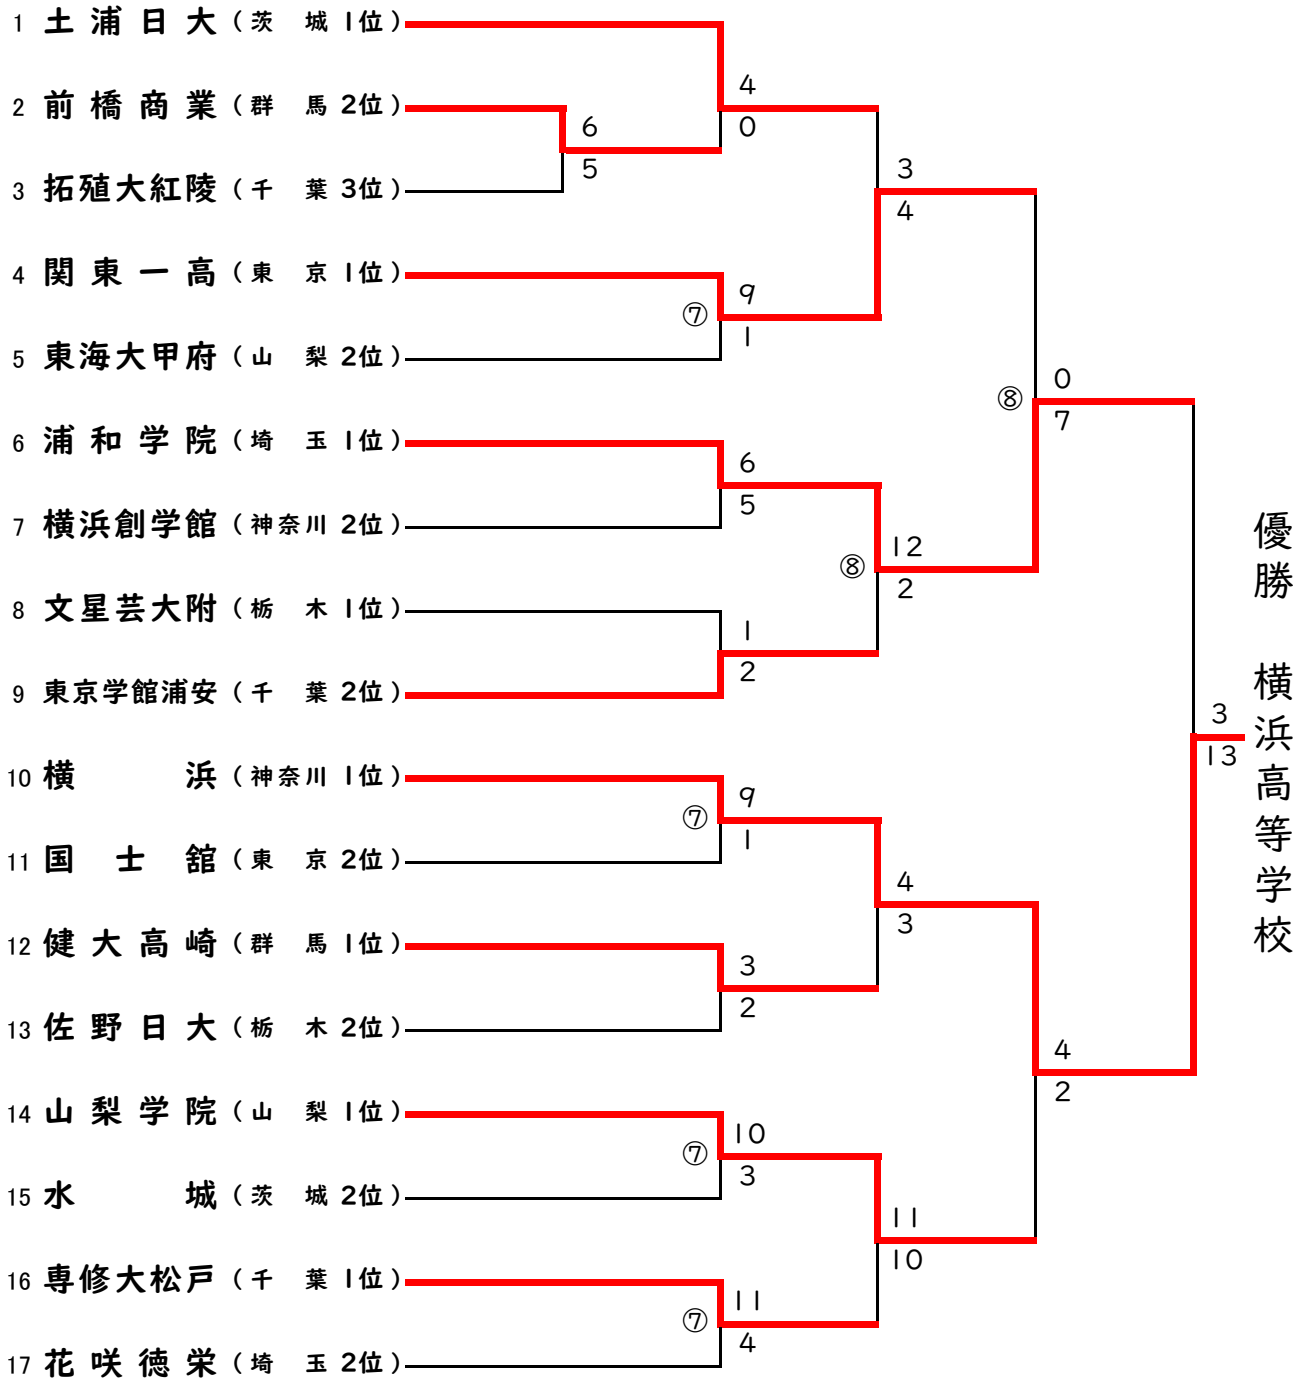 1 土浦日大 (茨 城 1位)
4
2 前橋商業 (群 馬 2位)
6
0
5
3
3 拓殖大紅陵 (千 葉 3位)
4
4 関東一高 (東 京 1位)
9
⑦
1
5 東海大甲府 (山 梨 2位)
0
⑧
7
6 浦和学院 (埼 玉 1位)
6
5
7 横浜創学館 (神奈川 2位)
12
⑧
2
8 文星芸大附 (栃 木 1位)
1
2
9 東京学館浦安 (千 葉 2位)
3
13
優勝 横浜高等学校
10 横浜 (神奈川 1位)
9
⑦
1
11 国士舘 (東 京 2位)
4
3
12 健大高崎 (群 馬 1位)
3
2
13 佐野日大 (栃 木 2位)
4
2
14 山梨学院 (山 梨 1位)
10
⑦
3
15 水城 (茨 城 2位)
11
10
16 専修大松戸 (千 葉 1位)
11
⑦
4
17 花咲徳栄 (埼 玉 2位)